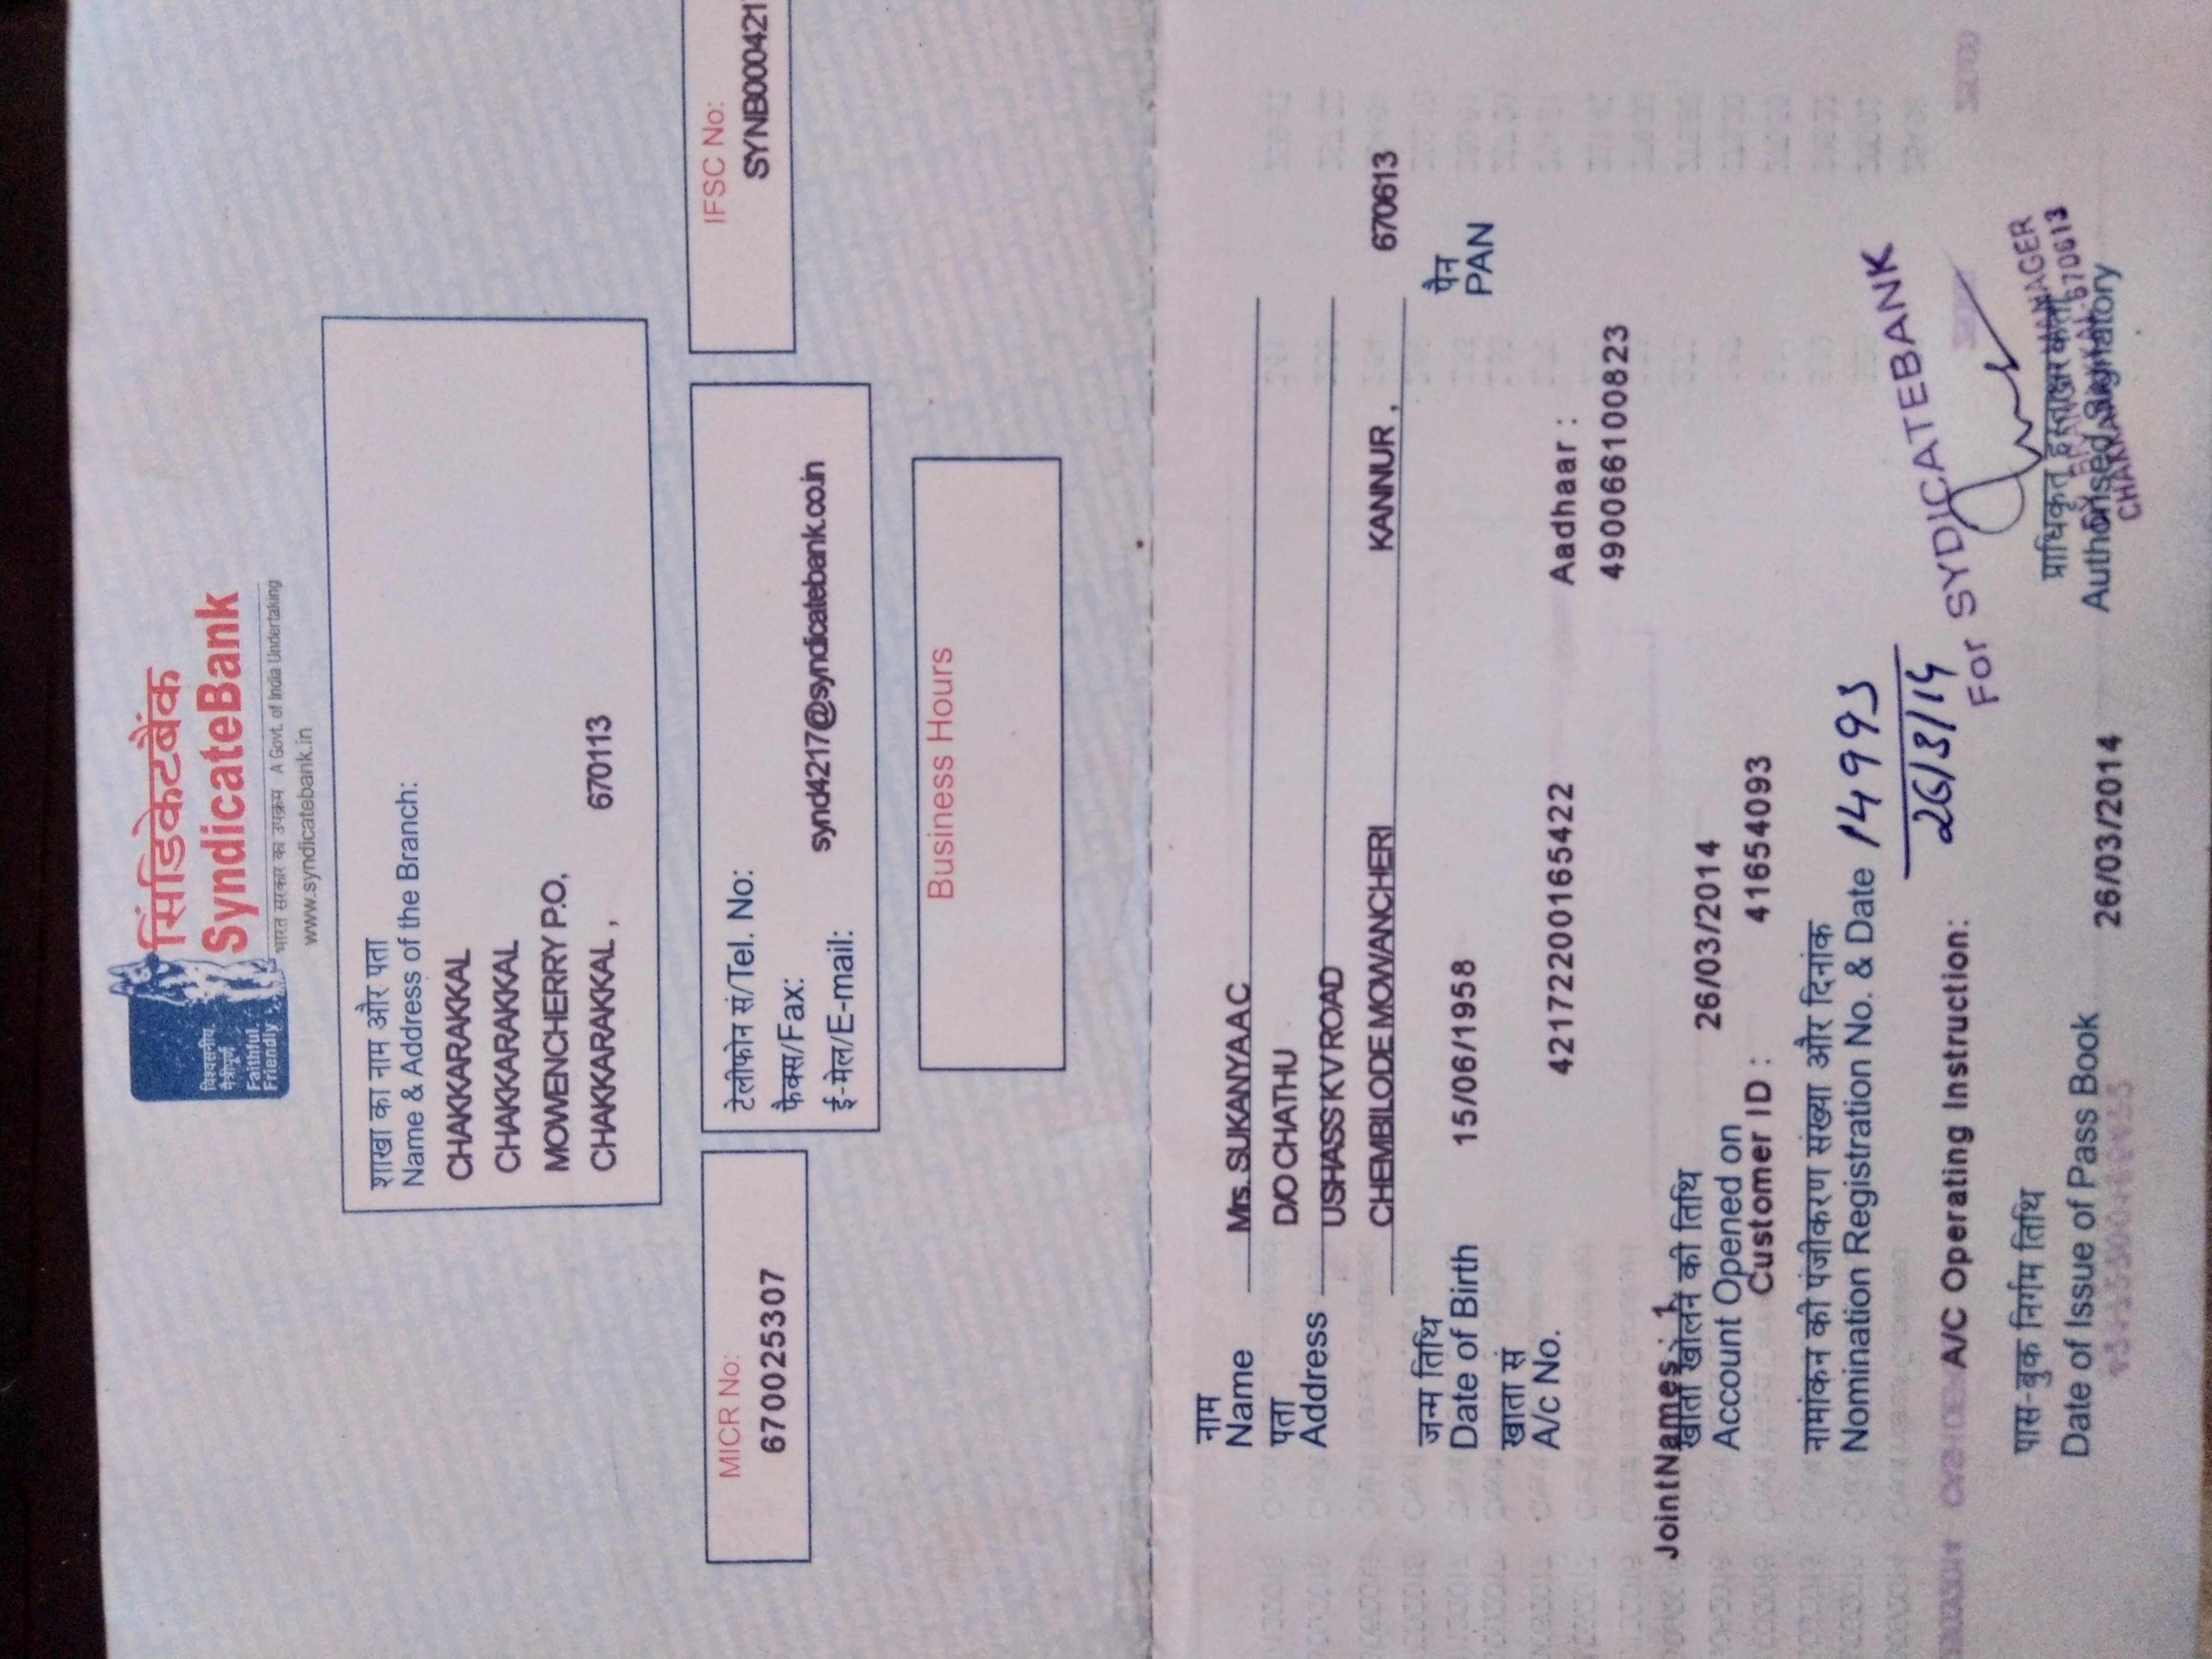 सिंडिकेटबैंक
SyndicateBank
विश्वसनीय, मैत्रीपूर्ण
Faithful, Friendly
भारत सरकार का उपक्रम A Govt. of India Undertaking
www.syndicatebank.in
शाखा का नाम और पता
Name & Address of the Branch:
CHAKKARAKKAL
CHAKKARAKKAL
MOWENCHERRY P.O,
CHAKKARAKKAL , 670113
MICR No:
670025307
टेलीफोन सं/Tel. No:
फैक्स/Fax:
ई-मेल/E-mail: synd4217@syndicatebank.co.in
IFSC No:
SYNB000421
Business Hours
नाम
Name Mrs. SUKANYA A C
पता D/O CHATHU
Address USHASS K V ROAD
CHEMBILODE MOWANCHERI KANNUR , 670613
जन्म तिथि
Date of Birth 15/06/1958
पैन
PAN
खाता सं
A/c No. 42172200165422 Aadhaar :
490066100823
JointNames: 1
खाता खोलने की तिथि
Account Opened on 26/03/2014
Customer ID : 41654093
नामांकन की पंजीकरण संख्या और दिनांक
Nomination Registration No. & Date 14993
26/3/14
A/C Operating Instruction:
For SYDICATEBANK
पास-बुक निर्गम तिथि
Date of Issue of Pass Book 26/03/2014
प्राधिकृत हस्ताक्षरकर्ता
Authorised Signatory
MANAGER
CHAKKARAKKAL-670613